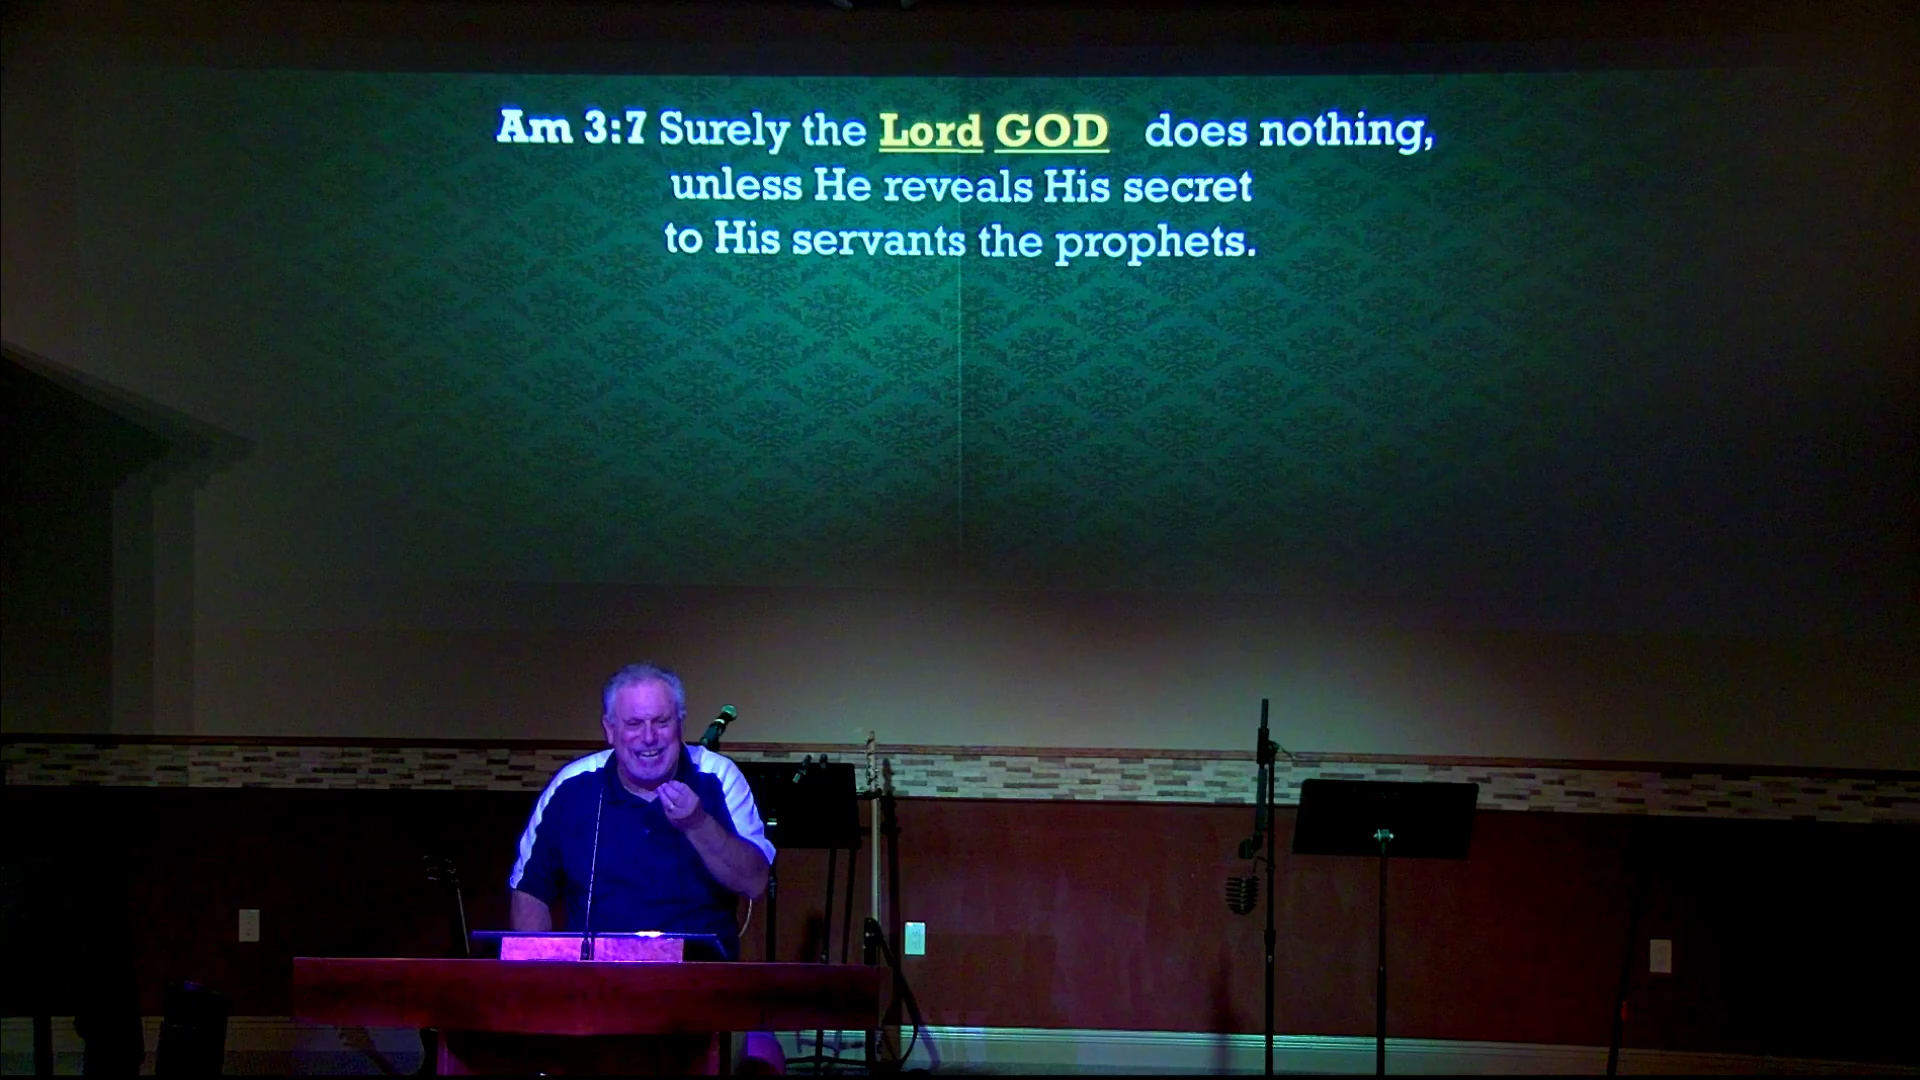 Am 3:7 Surely the Lord GOD does nothing,
unless He reveals His secret
to His servants the prophets.